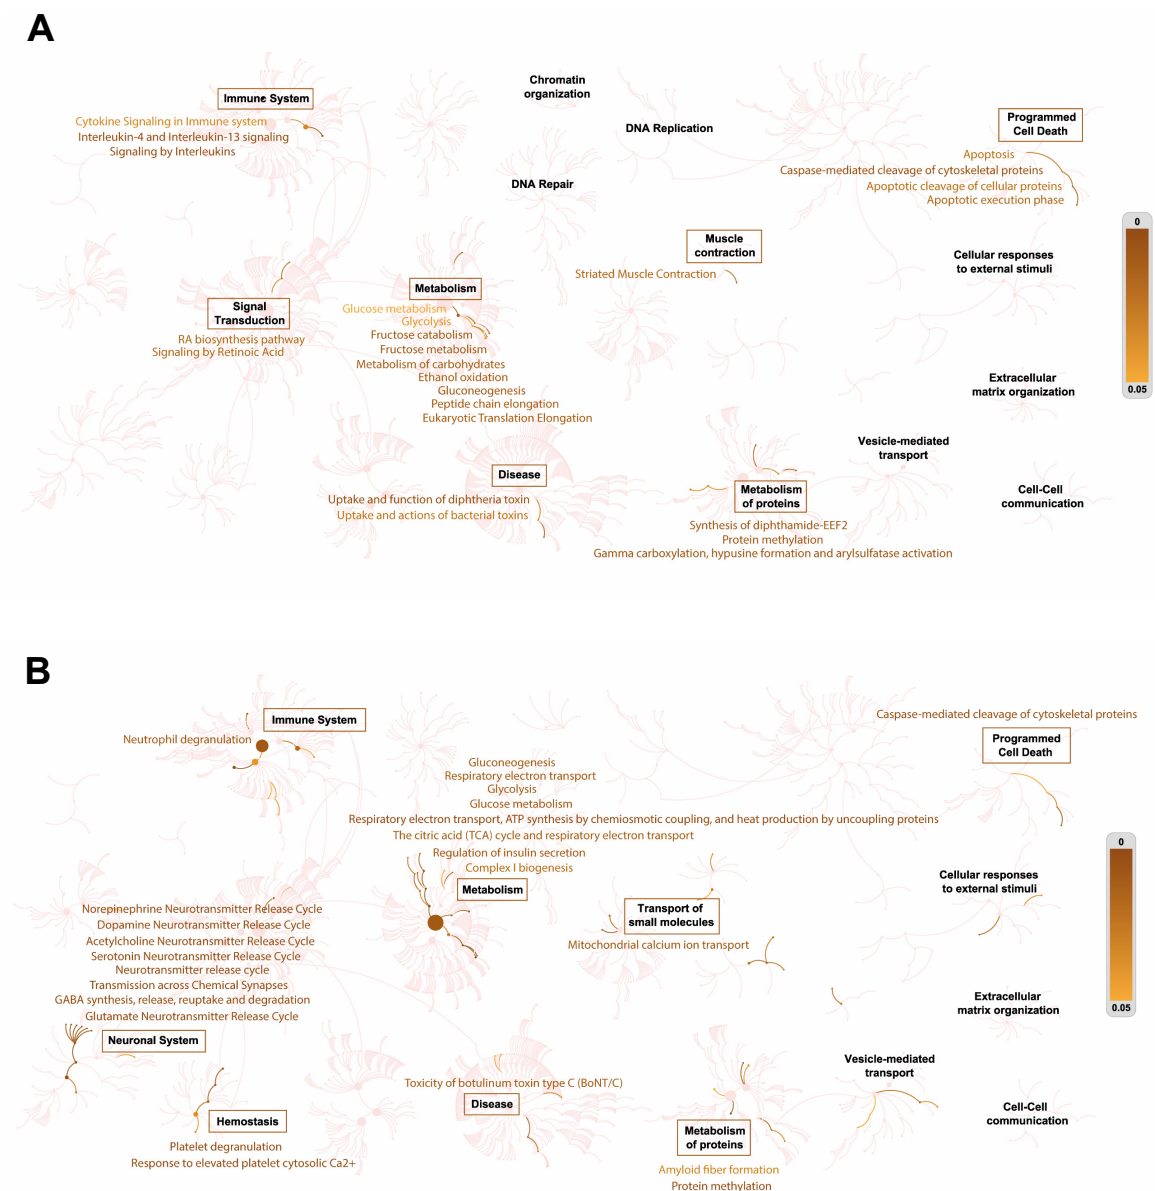 A
Chromatin
organization
Immune System
Cytokine Signaling in Immune system
Interleukin-4 and Interleukin-13 signaling
Signaling by Interleukins
DNA Replication
Programmed
Cell Death
Apoptosis
Caspase-mediated cleavage of cytoskeletal proteins
Apoptotic cleavage of cellular proteins
Apoptotic execution phase
DNA Repair
0
0.05
Muscle
contraction
Striated Muscle Contraction
Cellular responses
to external stimuli
Signal
Transduction
RA biosynthesis pathway
Signaling by Retinoic Acid
Metabolism
Glucose metabolism
Glycolysis
Fructose catabolism
Fructose metabolism
Metabolism of carbohydrates
Ethanol oxidation
Gluconeogenesis
Peptide chain elongation
Eukaryotic Translation Elongation
Extracellular
matrix organization
Vesicle-mediated
transport
Disease
Uptake and function of diphtheria toxin
Uptake and actions of bacterial toxins
Metabolism
of proteins
Synthesis of diphthamide-EEF2
Protein methylation
Gamma carboxylation, hypusine formation and arylsulfatase activation
Cell-Cell
communication
B
Immune System
Neutrophil degranulation
Caspase-mediated cleavage of cytoskeletal proteins
Programmed
Cell Death
Gluconeogenesis
Respiratory electron transport
Glycolysis
Glucose metabolism
Respiratory electron transport, ATP synthesis by chemiosmotic coupling, and heat production by uncoupling proteins
The citric acid (TCA) cycle and respiratory electron transport
Regulation of insulin secretion
Complex I biogenesis
Metabolism
0
0.05
Cellular responses
to external stimuli
Transport of
small molecules
Mitochondrial calcium ion transport
Norepinephrine Neurotransmitter Release Cycle
Dopamine Neurotransmitter Release Cycle
Acetylcholine Neurotransmitter Release Cycle
Serotonin Neurotransmitter Release Cycle
Neurotransmitter release cycle
Transmission across Chemical Synapses
GABA synthesis, release, reuptake and degradation
Glutamate Neurotransmitter Release Cycle
Neuronal System
Extracellular
matrix organization
Vesicle-mediated
transport
Toxicity of botulinum toxin type C (BoNT/C)
Disease
Hemostasis
Platelet degranulation
Response to elevated platelet cytosolic Ca2+
Metabolism
of proteins
Amyloid fiber formation
Protein methylation
Cell-Cell
communication